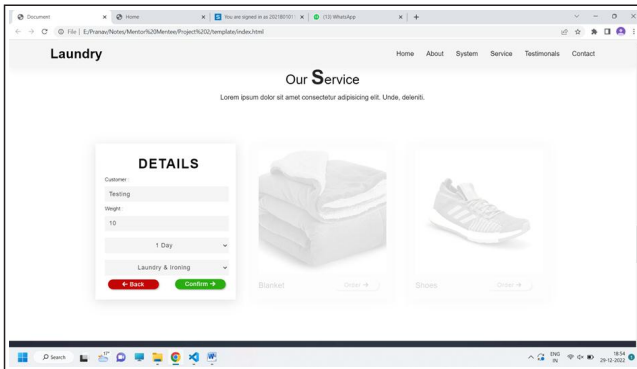 Document
Home
You are signed in as 202180101
(13) WhatsApp
File | E:/Pranav/Notes/Mentor%20Mentee/Project%202/template/index.html
Laundry
Home About System Service Testimonals Contact
Our Service
Lorem ipsum dolor sit amet consectetur adipisicing elit. Unde, deleniti.
DETAILS
Customer :
Testing
Weight :
10
1 Day
Laundry & Ironing
← Back Confirm →
Blanket Order →
Shoes Order →
17°
Search
ENG
IN
18:54
29-12-2022